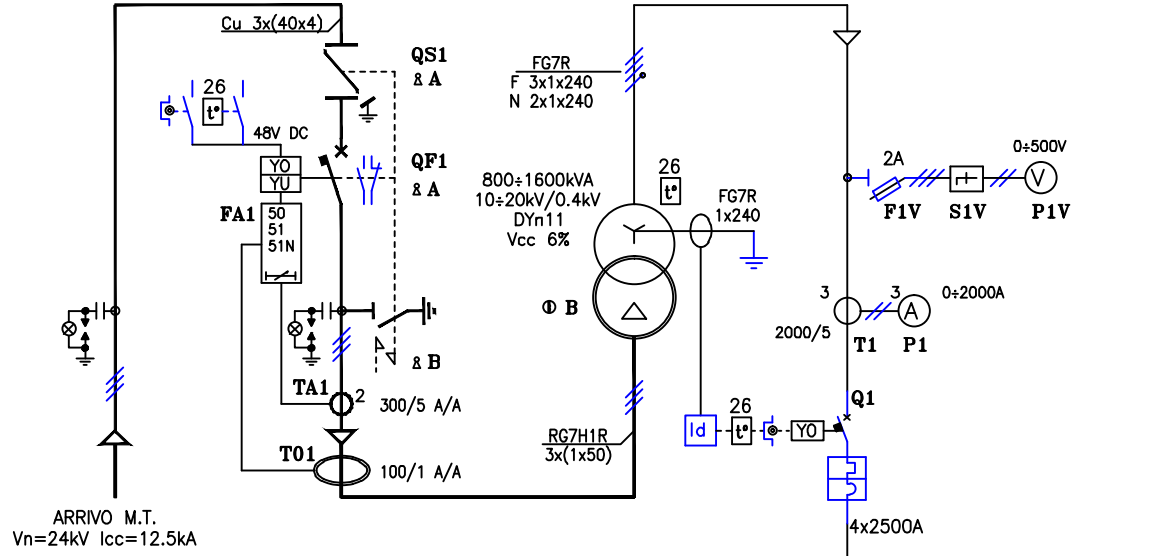 Cu 3x(40x4)
QS1
& A
26
t°
48V DC
YO
YU
QF1
& A
FA1
50
51
51N
& B
TA1
2
300/5 A/A
T01
100/1 A/A
ARRIVO M.T.
Vn=24kV Icc=12.5kA
FG7R
F 3x1x240
N 2x1x240
26
t°
800÷1600kVA
10÷20kV/0.4kV
DYn11
Vcc 6%
FG7R
1x240
B
RG7H1R
3x(1x50)
2A
0÷500V
V
F1V
S1V
P1V
3
3
A
0÷2000A
2000/5
T1
P1
Q1
26
Id
t°
YO
4x2500A